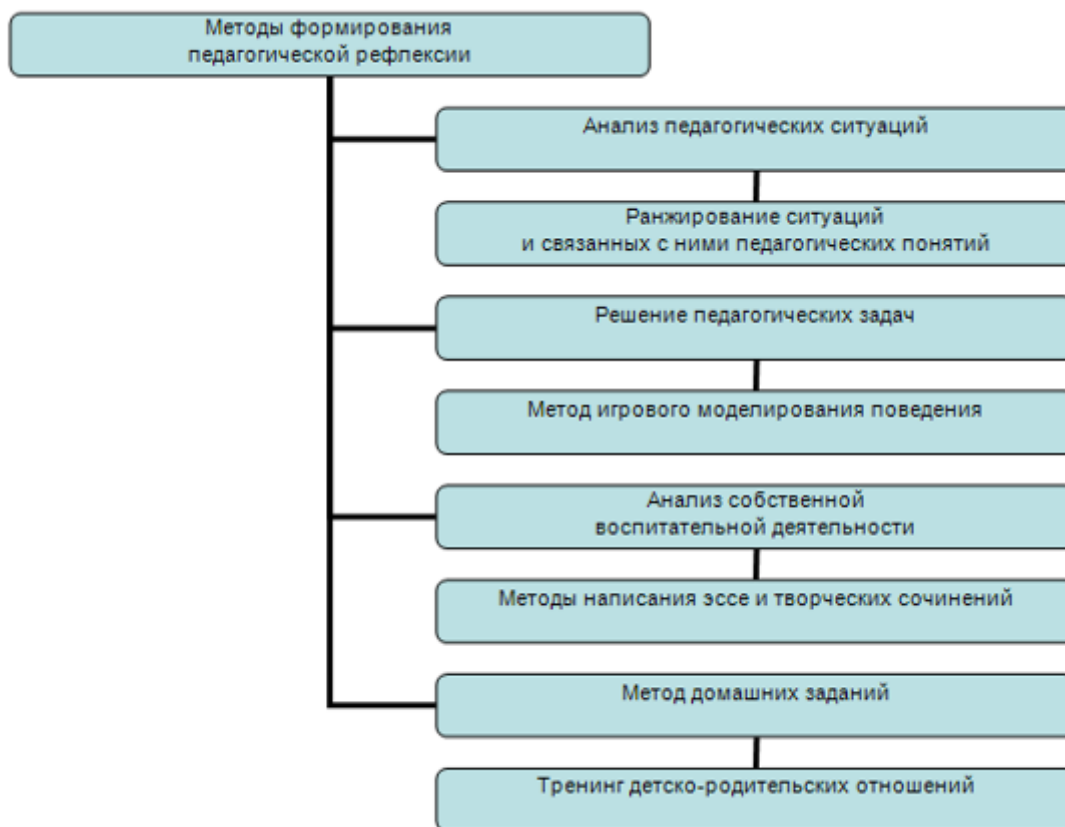 Методы формирования
педагогической рефлексии
Анализ педагогических ситуаций
Ранжирование ситуаций
и связанных с ними педагогических понятий
Решение педагогических задач
Метод игрового моделирования поведения
Анализ собственной
воспитательной деятельности
Методы написания эссе и творческих сочинений
Метод домашних заданий
Тренинг детско-родительских отношений